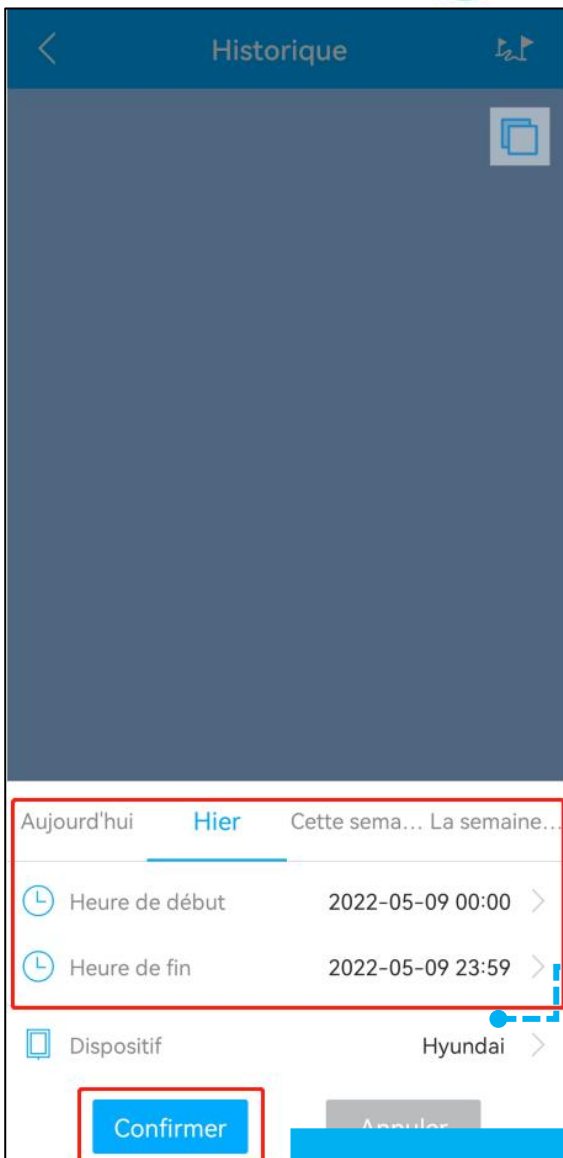 Historique
Aujourd'hui Hier Cette sema... La semaine...
Heure de début 2022-05-09 00:00
Heure de fin 2022-05-09 23:59
Dispositif Hyundai
Confirmer Annuler